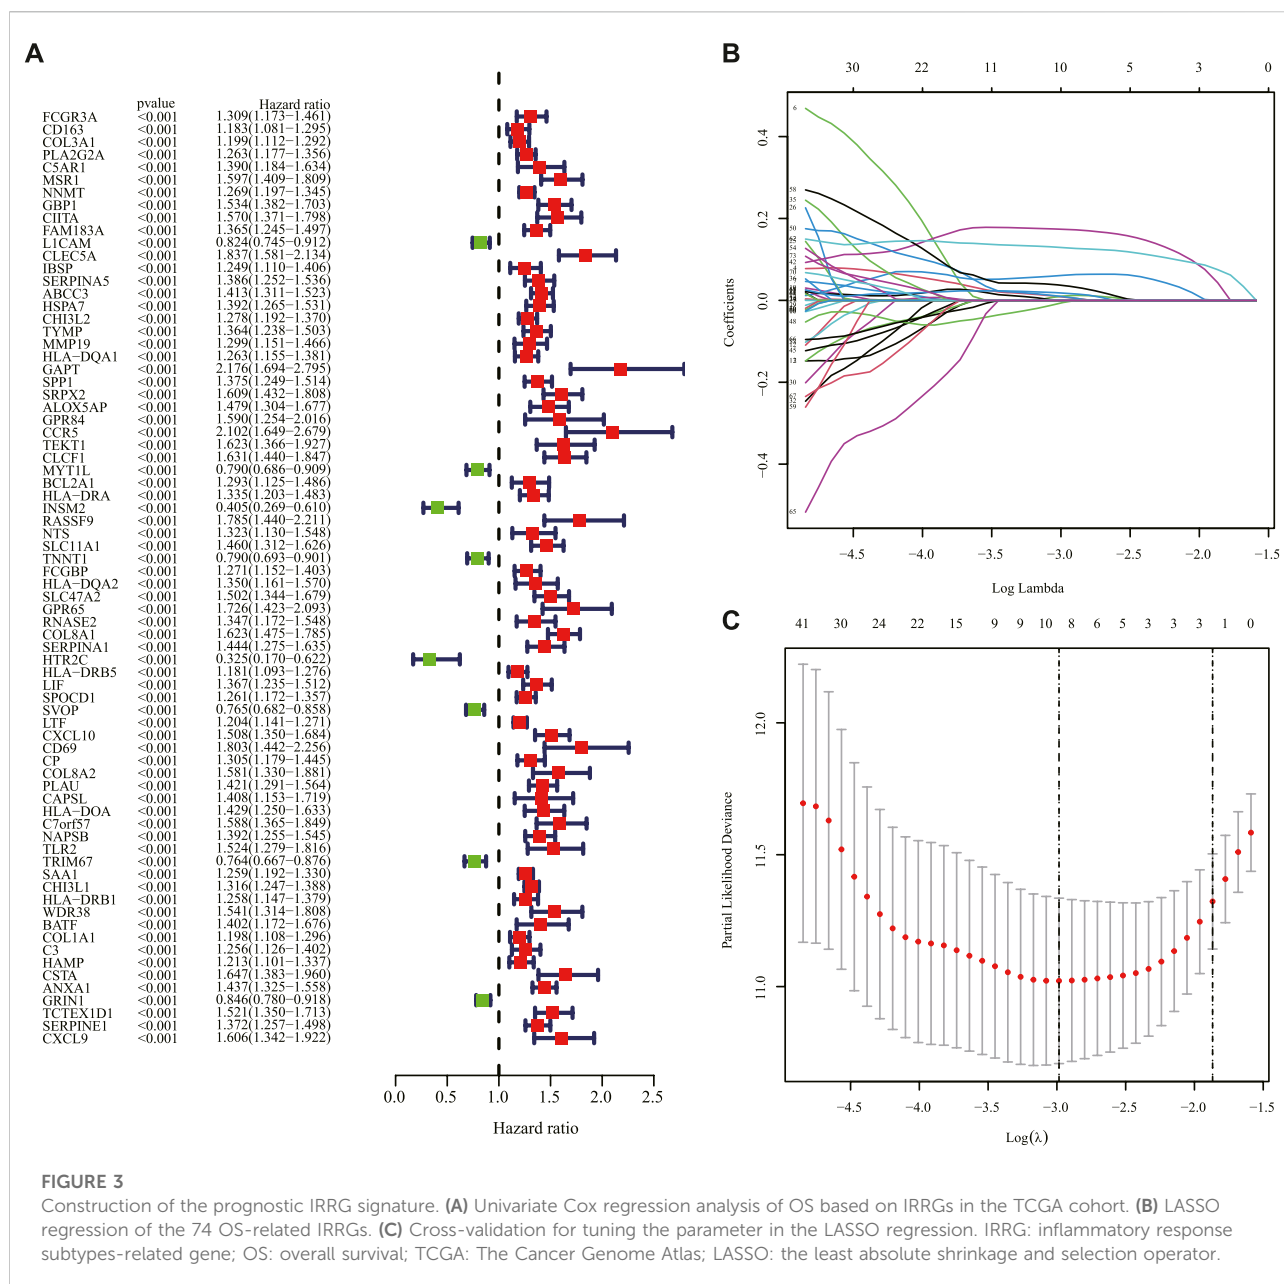 A
pvalue Hazard ratio
FCGR3A <0.001 1.309(1.173−1.461)
CD163 <0.001 1.183(1.081−1.295)
COL3A1 <0.001 1.199(1.112−1.292)
PLA2G2A <0.001 1.263(1.177−1.356)
C5AR1 <0.001 1.390(1.184−1.634)
MSR1 <0.001 1.597(1.409−1.809)
NNMT <0.001 1.269(1.197−1.345)
GBP1 <0.001 1.534(1.382−1.703)
CIITA <0.001 1.570(1.371−1.798)
FAM183A <0.001 1.365(1.245−1.497)
L1CAM <0.001 0.824(0.745−0.912)
CLEC5A <0.001 1.837(1.581−2.134)
IBSP <0.001 1.249(1.110−1.406)
SERPINA5 <0.001 1.386(1.252−1.536)
ABCC3 <0.001 1.413(1.311−1.523)
HSPA7 <0.001 1.392(1.265−1.531)
CHI3L2 <0.001 1.278(1.192−1.370)
TYMP <0.001 1.364(1.238−1.503)
MMP19 <0.001 1.299(1.151−1.466)
HLA−DQA1 <0.001 1.263(1.155−1.381)
GAPT <0.001 2.176(1.694−2.795)
SPP1 <0.001 1.375(1.249−1.514)
SRPX2 <0.001 1.609(1.432−1.808)
ALOX5AP <0.001 1.479(1.304−1.677)
GPR84 <0.001 1.590(1.254−2.016)
CCR5 <0.001 2.102(1.649−2.679)
TEKT1 <0.001 1.623(1.366−1.927)
CLCF1 <0.001 1.631(1.440−1.847)
MYT1L <0.001 0.790(0.686−0.909)
BCL2A1 <0.001 1.293(1.125−1.486)
HLA−DRA <0.001 1.335(1.203−1.483)
INSM2 <0.001 0.405(0.269−0.610)
RASSF9 <0.001 1.785(1.440−2.211)
NTS <0.001 1.323(1.130−1.548)
SLC11A1 <0.001 1.460(1.312−1.626)
TNNT1 <0.001 0.790(0.693−0.901)
FCGBP <0.001 1.271(1.152−1.403)
HLA−DQA2 <0.001 1.350(1.161−1.570)
SLC47A2 <0.001 1.502(1.344−1.679)
GPR65 <0.001 1.726(1.423−2.093)
RNASE2 <0.001 1.347(1.172−1.548)
COL8A1 <0.001 1.623(1.475−1.785)
SERPINA1 <0.001 1.444(1.275−1.635)
HTR2C <0.001 0.325(0.170−0.622)
HLA−DRB5 <0.001 1.181(1.093−1.276)
LIF <0.001 1.367(1.235−1.512)
SPOCD1 <0.001 1.261(1.172−1.357)
SVOP <0.001 0.765(0.682−0.858)
LTF <0.001 1.204(1.141−1.271)
CXCL10 <0.001 1.508(1.350−1.684)
CD69 <0.001 1.803(1.442−2.256)
CP <0.001 1.305(1.179−1.445)
COL8A2 <0.001 1.581(1.330−1.881)
PLAU <0.001 1.421(1.291−1.564)
CAPSL <0.001 1.408(1.153−1.719)
HLA−DOA <0.001 1.429(1.250−1.633)
C7orf57 <0.001 1.588(1.365−1.849)
NAPSB <0.001 1.392(1.255−1.545)
TLR2 <0.001 1.524(1.279−1.816)
TRIM67 <0.001 0.764(0.667−0.876)
SAA1 <0.001 1.259(1.192−1.330)
CHI3L1 <0.001 1.316(1.247−1.388)
HLA−DRB1 <0.001 1.258(1.147−1.379)
WDR38 <0.001 1.541(1.314−1.808)
BATF <0.001 1.402(1.172−1.676)
COL1A1 <0.001 1.198(1.108−1.296)
C3 <0.001 1.256(1.126−1.402)
HAMP <0.001 1.213(1.101−1.337)
CSTA <0.001 1.647(1.383−1.960)
ANXA1 <0.001 1.437(1.325−1.558)
GRIN1 <0.001 0.846(0.780−0.918)
TCTEX1D1 <0.001 1.521(1.350−1.713)
SERPINE1 <0.001 1.372(1.257−1.498)
CXCL9 <0.001 1.606(1.342−1.922)
0.0 0.5 1.0 1.5 2.0 2.5
Hazard ratio
B
30 22 11 10 5 3 0
0.4
0.2
0.0
−0.2
−0.4
Coefficients
6
58
35
26
50
54
73
42
48
45
13
30
67
32
59
65
−4.5 −4.0 −3.5 −3.0 −2.5 −2.0 −1.5
Log Lambda
C
41 30 24 22 15 9 9 10 8 6 5 3 3 3 1 0
12.0
11.5
11.0
Partial Likelihood Deviance
−4.5 −4.0 −3.5 −3.0 −2.5 −2.0 −1.5
Log(λ)
FIGURE 3
Construction of the prognostic IRRG signature. (A) Univariate Cox regression analysis of OS based on IRRGs in the TCGA cohort. (B) LASSO
regression of the 74 OS-related IRRGs. (C) Cross-validation for tuning the parameter in the LASSO regression. IRRG: inflammatory response
subtypes-related gene; OS: overall survival; TCGA: The Cancer Genome Atlas; LASSO: the least absolute shrinkage and selection operator.